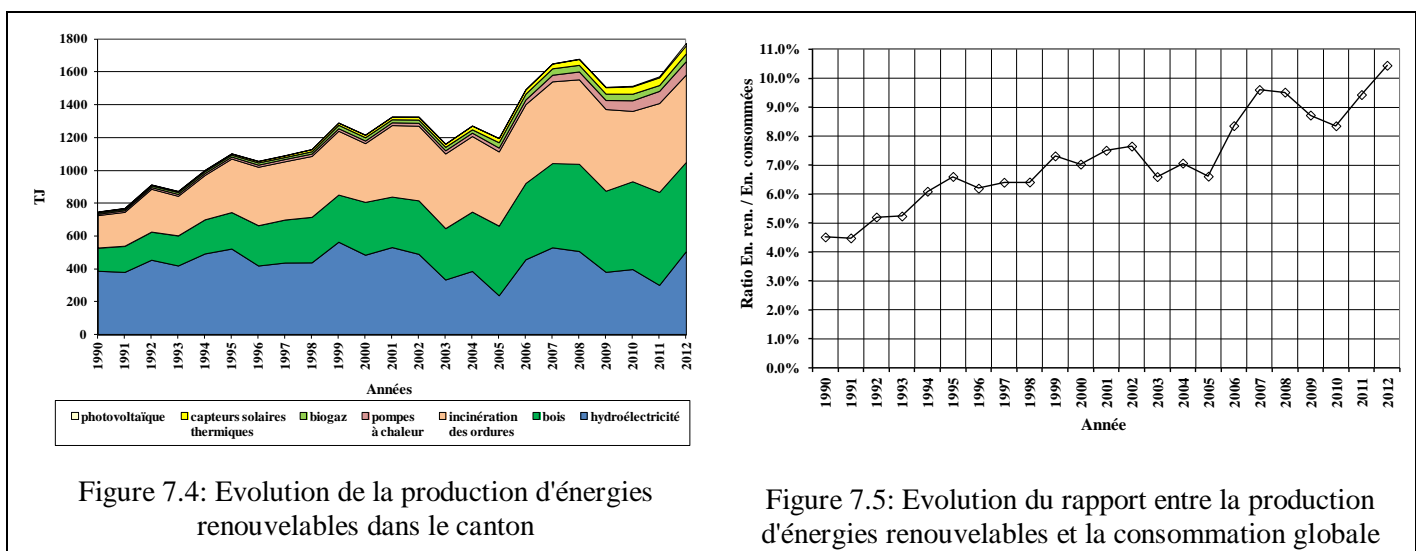 1800
1600
1400
1200
1000
800
600
400
200
0
TJ
1990 1991 1992 1993 1994 1995 1996 1997 1998 1999 2000 2001 2002 2003 2004 2005 2006 2007 2008 2009 2010 2011 2012
Années
photovoltaïque capteurs solaires biogaz pompes incinération bois hydroélectricité
thermiques à chaleur des ordures
Figure 7.4: Evolution de la production d'énergies
renouvelables dans le canton
11.0%
10.0%
9.0%
8.0%
7.0%
6.0%
5.0%
4.0%
3.0%
2.0%
1.0%
0.0%
Ratio En. ren. / En. consommées
1990 1991 1992 1993 1994 1995 1996 1997 1998 1999 2000 2001 2002 2003 2004 2005 2006 2007 2008 2009 2010 2011 2012
Année
Figure 7.5: Evolution du rapport entre la production
d'énergies renouvelables et la consommation globale